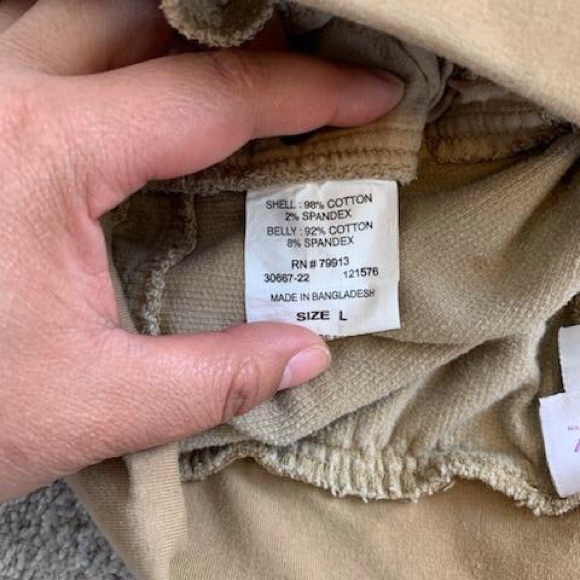 SHELL : 98% COTTON
2% SPANDEX
BELLY : 92% COTTON
8% SPANDEX
RN # 79913
30667-22 121576
MADE IN BANGLADESH
SIZE L